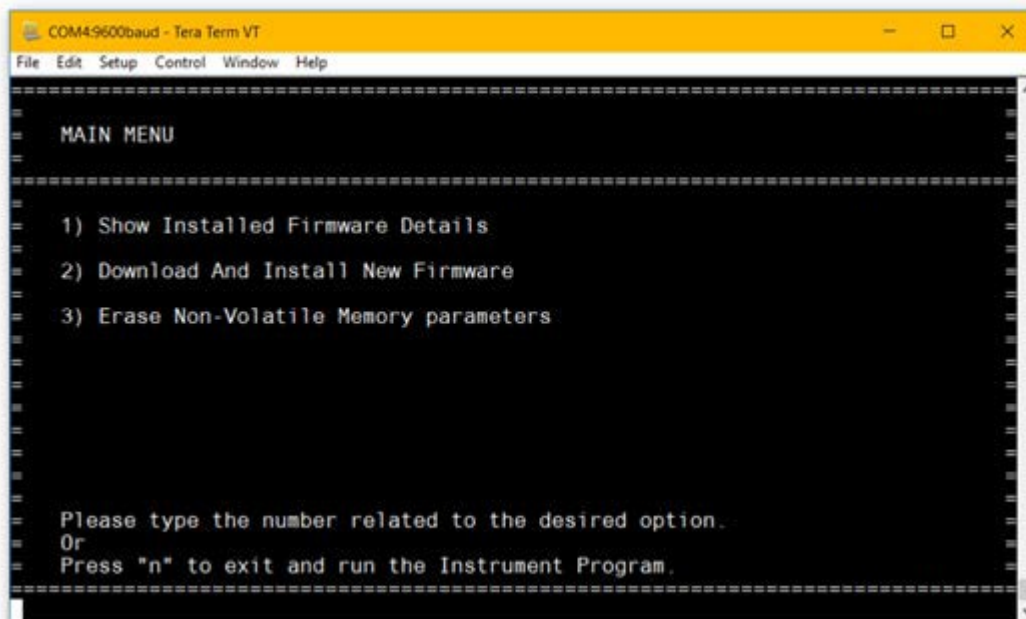 COM4:9600baud - Tera Term VT
File Edit Setup Control Window Help
================================================================================
= =
= MAIN MENU =
= =
================================================================================
= =
= 1) Show Installed Firmware Details =
= =
= 2) Download And Install New Firmware =
= =
= 3) Erase Non-Volatile Memory parameters =
= =
= =
= =
= =
= =
= =
= =
= =
= Please type the number related to the desired option. =
= Or =
= Press "n" to exit and run the Instrument Program. =
================================================================================